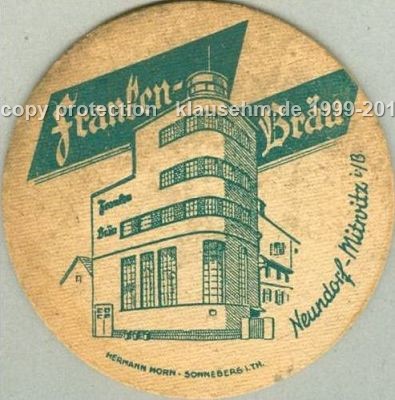 Franken-
Bräu
copy protection klausehm.de 1999-201
Franken
Bräu
Neundorf-Mitwitz i/B
HERMANN HORN - SONNEBERG I. TH.